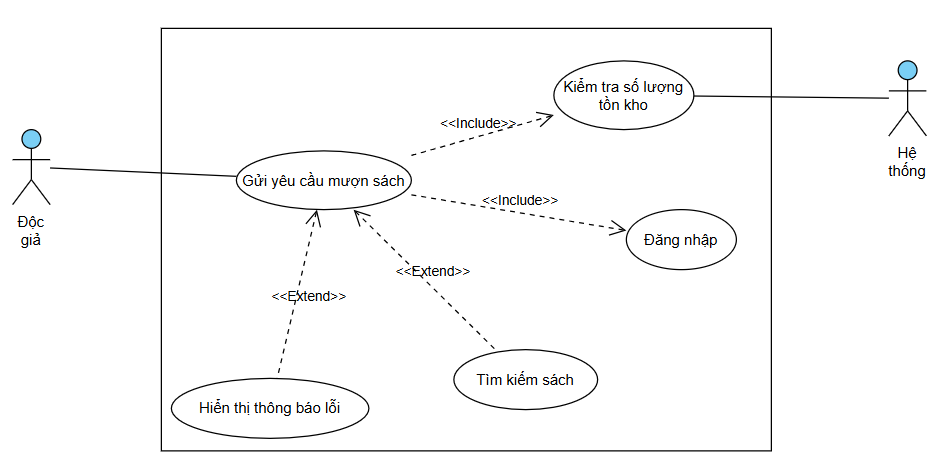 Kiểm tra số lượng
tồn kho
<<Include>>
Hệ
thống
Gửi yêu cầu mượn sách
<<Include>>
Độc
giả
Đăng nhập
<<Extend>>
<<Extend>>
Tìm kiếm sách
Hiển thị thông báo lỗi